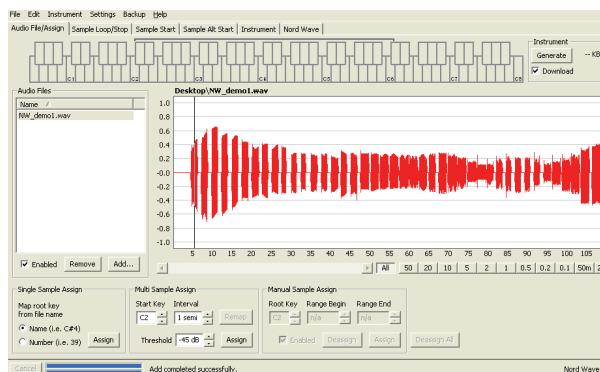 File Edit Instrument Settings Backup Help
Audio File/Assign Sample Loop/Stop Sample Start Sample Alt Start Instrument Nord Wave
C1 C2 C3 C4 C5 C6 C7 C8
Instrument
Generate -- KB
Download
Audio Files
Name
NW_demo1.wav
Enabled Remove Add...
Desktop\NW_demo1.wav
1.0
0.8
0.6
0.4
0.2
-0.0
-0.2
-0.4
-0.6
-0.8
-1.0
5 10 15 20 25 30 35 40 45 50 55 60 65 70 75 80 85 90 95 100 105
All 50 20 10 5 2 1 0.5 0.2 0.1 50m 2
Single Sample Assign
Map root key
from file name
Name (i.e. C#4)
Number (i.e. 39) Assign
Multi Sample Assign
Start Key Interval
C2 1 semi Remap
Threshold -45 dB Assign
Manual Sample Assign
Root Key Range Begin Range End
C2 n/a n/a
Enabled Deassign Assign Deassign All
Cancel Add completed successfully. Nord Wave